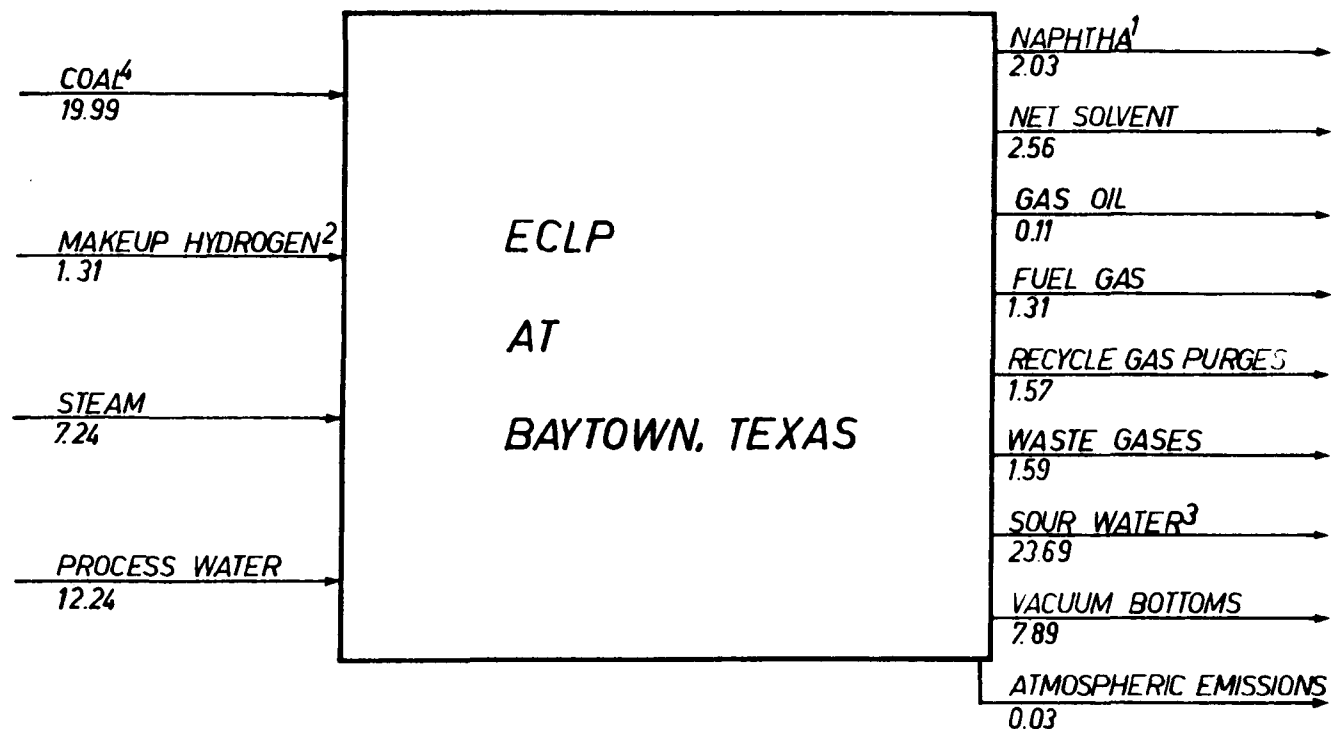 COAL⁴
19.99
MAKEUP HYDROGEN²
1.31
STEAM
7.24
PROCESS WATER
12.24
ECLP
AT
BAYTOWN, TEXAS
NAPHTHA¹
2.03
NET SOLVENT
2.56
GAS OIL
0.11
FUEL GAS
1.31
RECYCLE GAS PURGES
1.57
WASTE GASES
1.59
SOUR WATER³
23.69
VACUUM BOTTOMS
7.89
ATMOSPHERIC EMISSIONS
0.03